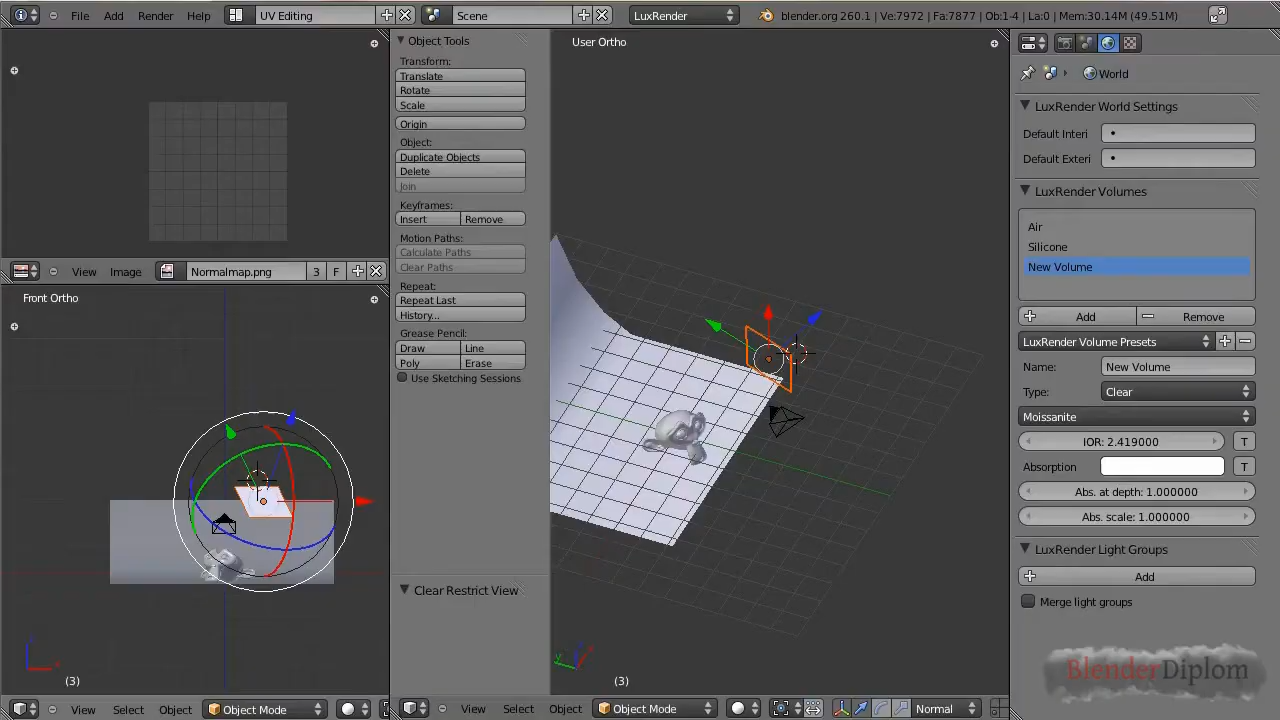 File Add Render Help UV Editing Scene LuxRender blender.org 260.1 | Ve:7972 | Fa:7877 | Ob:1-4 | La:0 | Mem:30.14M (49.51M)
View Image Normalmap.png 3 F
Front Ortho
(3)
View Select Object Object Mode
Object Tools
Transform:
Translate
Rotate
Scale
Origin
Object:
Duplicate Objects
Delete
Join
Keyframes:
Insert Remove
Motion Paths:
Calculate Paths
Clear Paths
Repeat:
Repeat Last
History...
Grease Pencil:
Draw Line
Poly Erase
Use Sketching Sessions
Clear Restrict View
User Ortho
(3)
View Select Object Object Mode Normal
World
LuxRender World Settings
Default Interi
Default Exteri
LuxRender Volumes
Air
Silicone
New Volume
Add Remove
LuxRender Volume Presets
Name: New Volume
Type: Clear
Moissanite
IOR: 2.419000 T
Absorption T
Abs. at depth: 1.000000
Abs. scale: 1.000000
LuxRender Light Groups
Add
Merge light groups
BlenderDiplom